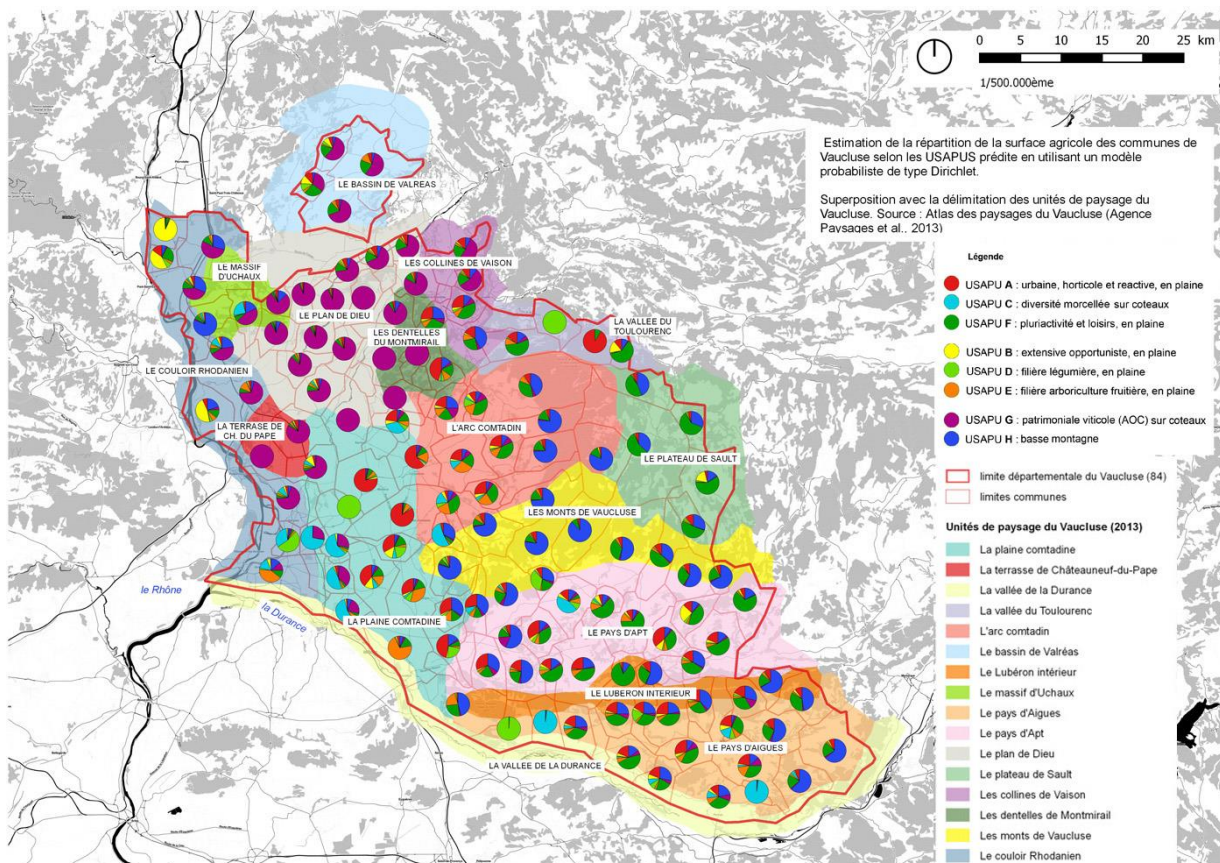 0 5 10 15 20 25 km
1/500.000ème
Estimation de la répartition de la surface agricole des communes de
Vaucluse selon les USAPUS prédite en utilisant un modèle
probabiliste de type Dirichlet.
Superposition avec la délimitation des unités de paysage du
Vaucluse. Source : Atlas des paysages du Vaucluse (Agence
Paysages et al., 2013)
Légende
USAPU A : urbaine, horticole et reactive, en plaine
USAPU C : diversité morcellée sur coteaux
USAPU F : pluriactivité et loisirs, en plaine
USAPU B : extensive opportuniste, en plaine
USAPU D : filière légumière, en plaine
USAPU E : filière arboriculture fruitière, en plaine
USAPU G : patrimoniale viticole (AOC) sur coteaux
USAPU H : basse montagne
limite départementale du Vaucluse (84)
limites communes
Unités de paysage du Vaucluse (2013)
La plaine comtadine
La terrasse de Châteauneuf-du-Pape
La vallée de la Durance
La vallée du Toulourenc
L'arc comtadin
Le bassin de Valréas
Le Lubéron intérieur
Le massif d'Uchaux
Le pays d'Aigues
Le pays d'Apt
Le plan de Dieu
Le plateau de Sault
Les collines de Vaison
Les dentelles de Montmirail
Les monts de Vaucluse
Le couloir Rhodanien
LE BASSIN DE VALREAS
LE MASSIF
D'UCHAUX
LES COLLINES DE VAISON
LE PLAN DE DIEU
LES DENTELLES
DU MONTMIRAIL
LA VALLEE DU
TOULOURENC
LE COULOIR RHODANIEN
LA TERRASE DE
CH. DU PAPE
L'ARC COMTADIN
LE PLATEAU DE SAULT
LES MONTS DE VAUCLUSE
le Rhône
la Durance
LA PLAINE COMTADINE
LE PAYS D'APT
LE LUBERON INTERIEUR
LE PAYS D'AIGUES
LA VALLEE DE LA DURANCE